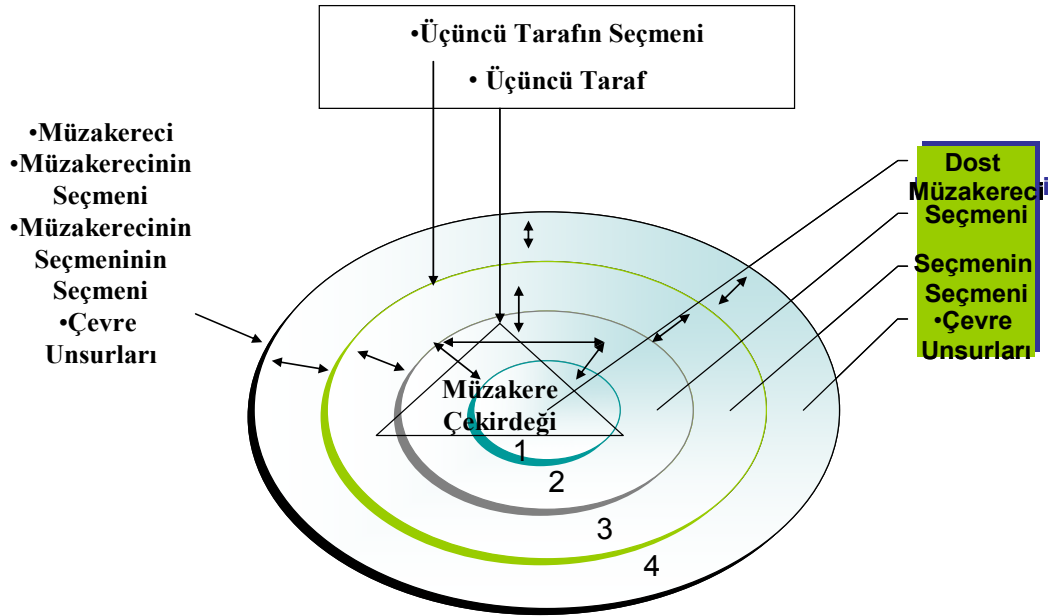 •Üçüncü Tarafın Seçmeni
• Üçüncü Taraf
•Müzakereci
•Müzakerecinin
Seçmeni
•Müzakerecinin
Seçmeninin
Seçmeni
•Çevre
Unsurları
Dost
Müzakereci
Seçmeni
Seçmenin
Seçmeni
•Çevre
Unsurları
Müzakere
Çekirdeği
1
2
3
4